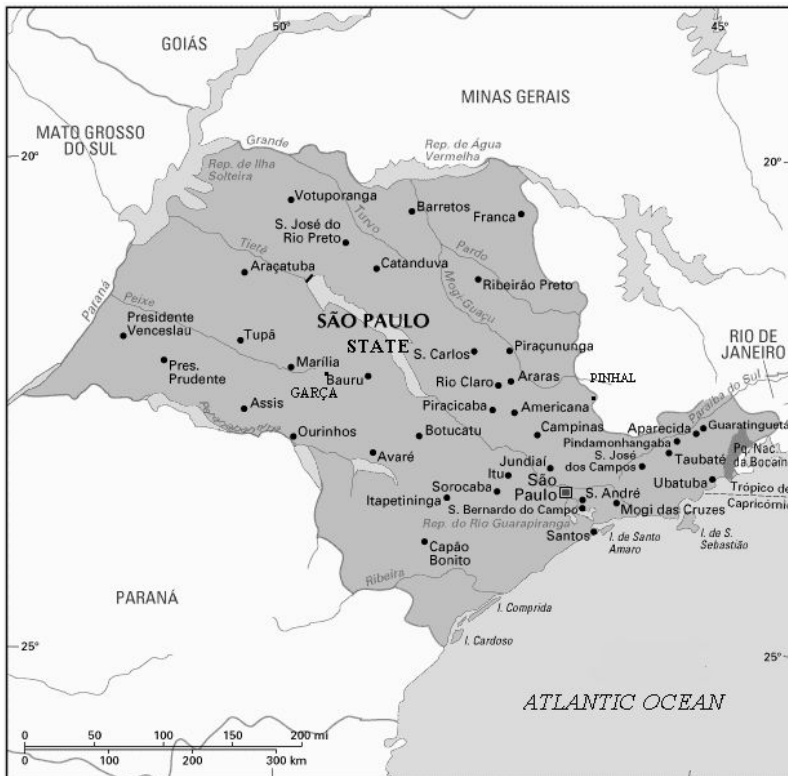 50°
45°
GOIÁS
MINAS GERAIS
MATO GROSSO
DO SUL
20°
20°
Grande
Rep. de Água
Vermelha
Rep. de Ilha
Solteira
Votuporanga
Turvo
Barretos
Franca
S. José do
Rio Preto
Tietê
Pardo
Araçatuba
Catanduva
Mogi-Guaçu
Ribeirão Preto
Paraná
Peixe
Presidente
Venceslau
SÃO PAULO
STATE
Tupã
S. Carlos
Piraçununga
RIO DE
JANEIRO
Pres.
Prudente
Marília
GARÇA
Bauru
Rio Claro
Araras
PINHAL
Paraíba do Sul
Assis
Piracicaba
Americana
Aparecida
Guaratinguetá
Ourinhos
Botucatu
Campinas
Pindamonhangaba
Pq. Nac.
da Bocain
Avaré
Jundiaí
S. José
dos Campos
Taubaté
Itu
Ubatuba
Trópico de
Capricórnio
Sorocaba
São
Paulo
S. André
Itapetininga
S. Bernardo do Campo
Mogi das Cruzes
Rep. do Rio Guarapiranga
I. de S.
Sebastião
Santos
I. de Santo
Amaro
Capão
Bonito
Ribeira
PARANÁ
I. Comprida
I. Cardoso
25°
25°
ATLANTIC OCEAN
0 50 100 150 200 mi
0 100 200 300 km